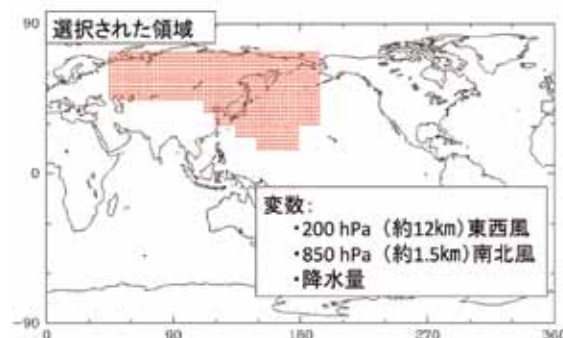 90
選択された領域
0
変数:
・200 hPa (約12㎞)東西風
・850 hPa (約1.5㎞)南北風
・降水量
-90
0 90 180 270 360